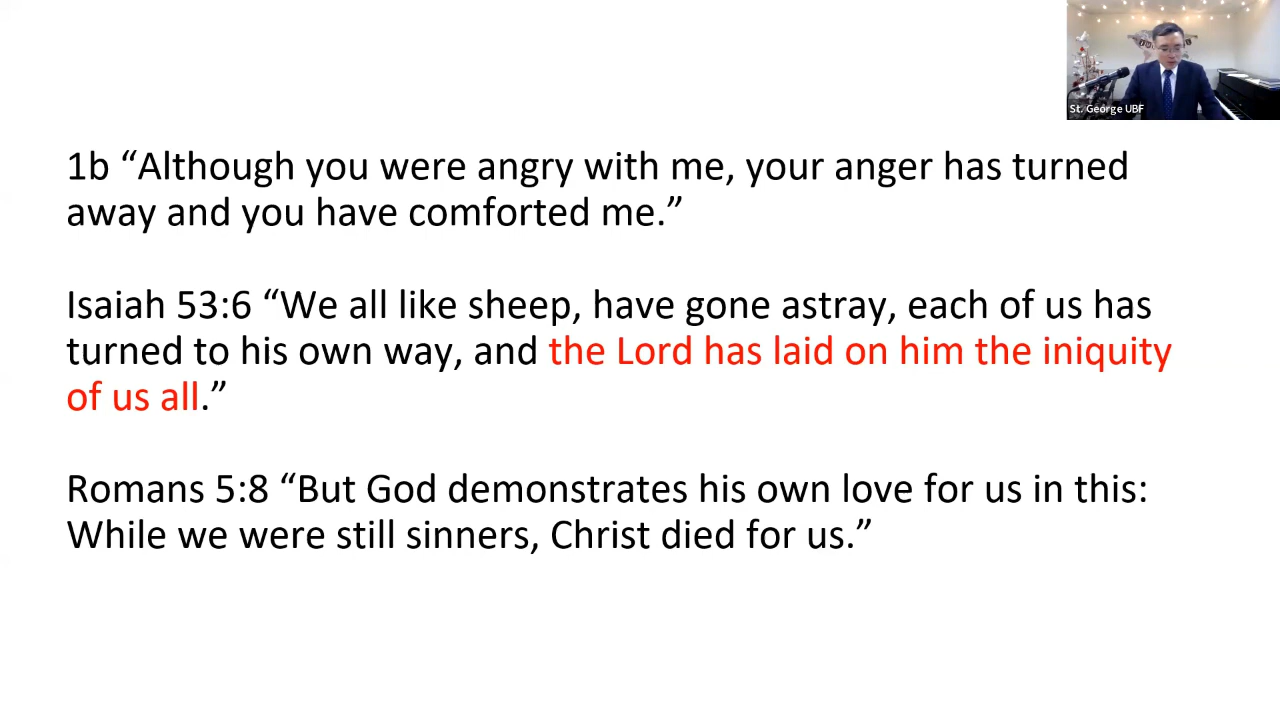 St. George UBF
1b “Although you were angry with me, your anger has turned
away and you have comforted me.”
Isaiah 53:6 “We all like sheep, have gone astray, each of us has
turned to his own way, and the Lord has laid on him the iniquity
of us all.”
Romans 5:8 “But God demonstrates his own love for us in this:
While we were still sinners, Christ died for us.”